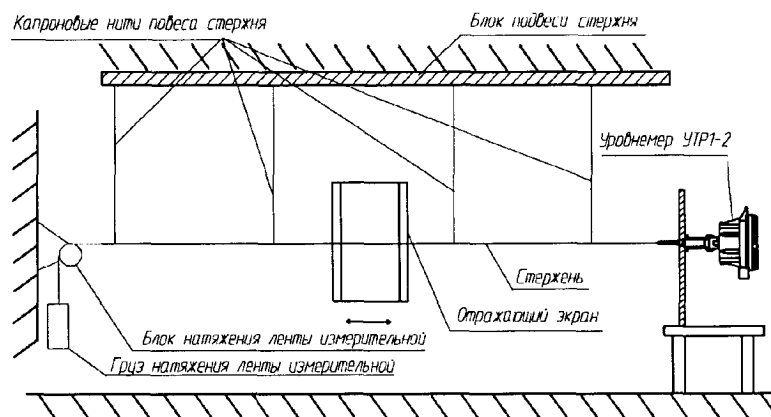 Капроновые нити повеса стержня
Блок подвеси стержня
Уровнемер УТР1-2
Стержень
Отражающий экран
Блок натяжения ленты измерительной
Груз натяжения ленты измерительной